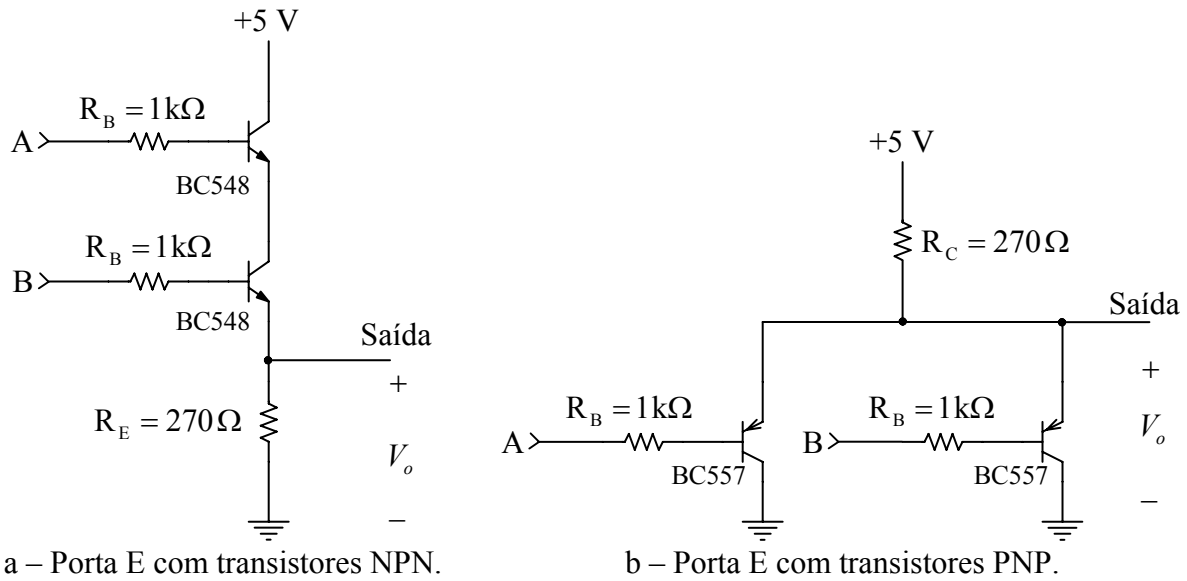 +5 V
R_B = 1kΩ
A
BC548
R_B = 1kΩ
B
BC548
Saída
+
R_E = 270Ω
V_o
–
a – Porta E com transistores NPN.
+5 V
R_C = 270Ω
Saída
+
R_B = 1kΩ
R_B = 1kΩ
V_o
A
B
BC557
BC557
–
b – Porta E com transistores PNP.